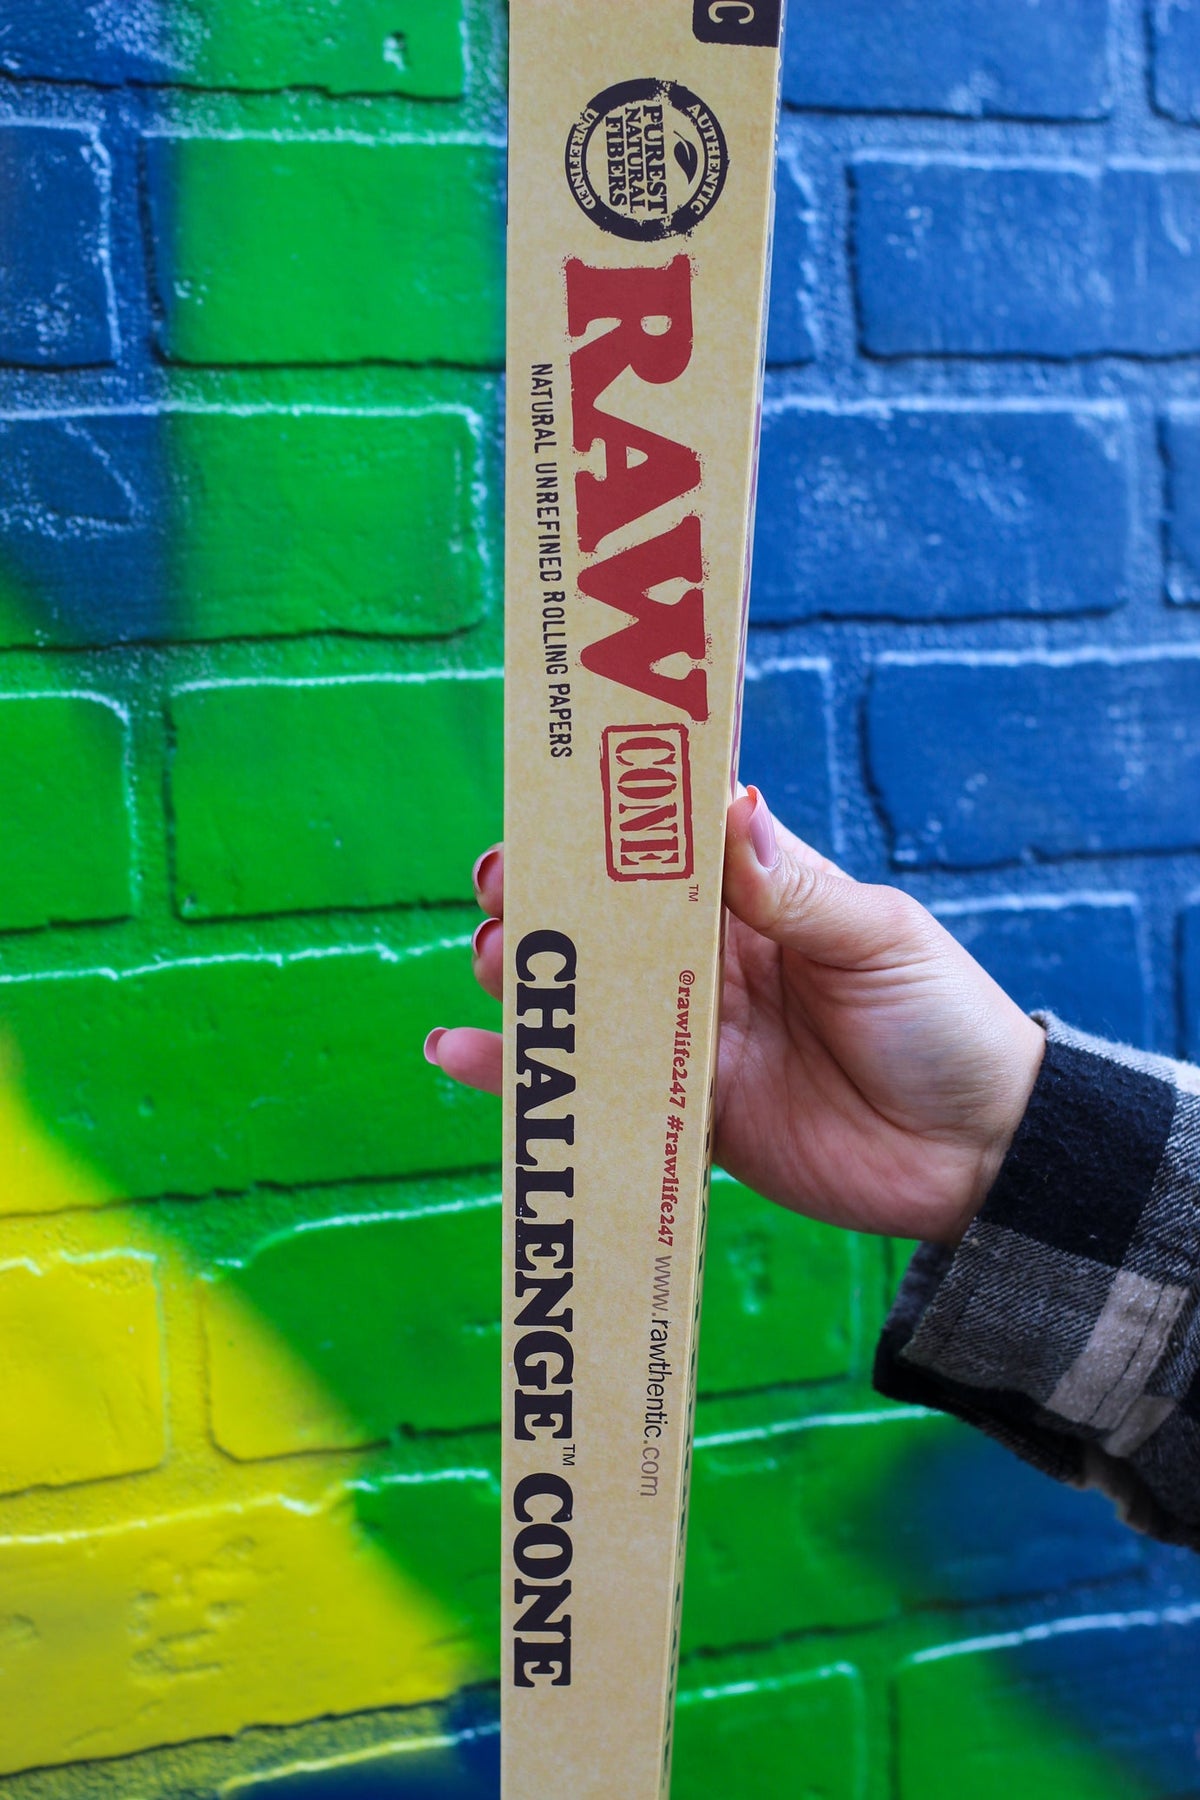 C
AUTHENTIC
PUREST
NATURAL
FIBERS
UNREFINED
RAW
CONE
™
NATURAL UNREFINED ROLLING PAPERS
@rawlife247 #rawlife247 www.rawthentic.com
CHALLENGE™ CONE